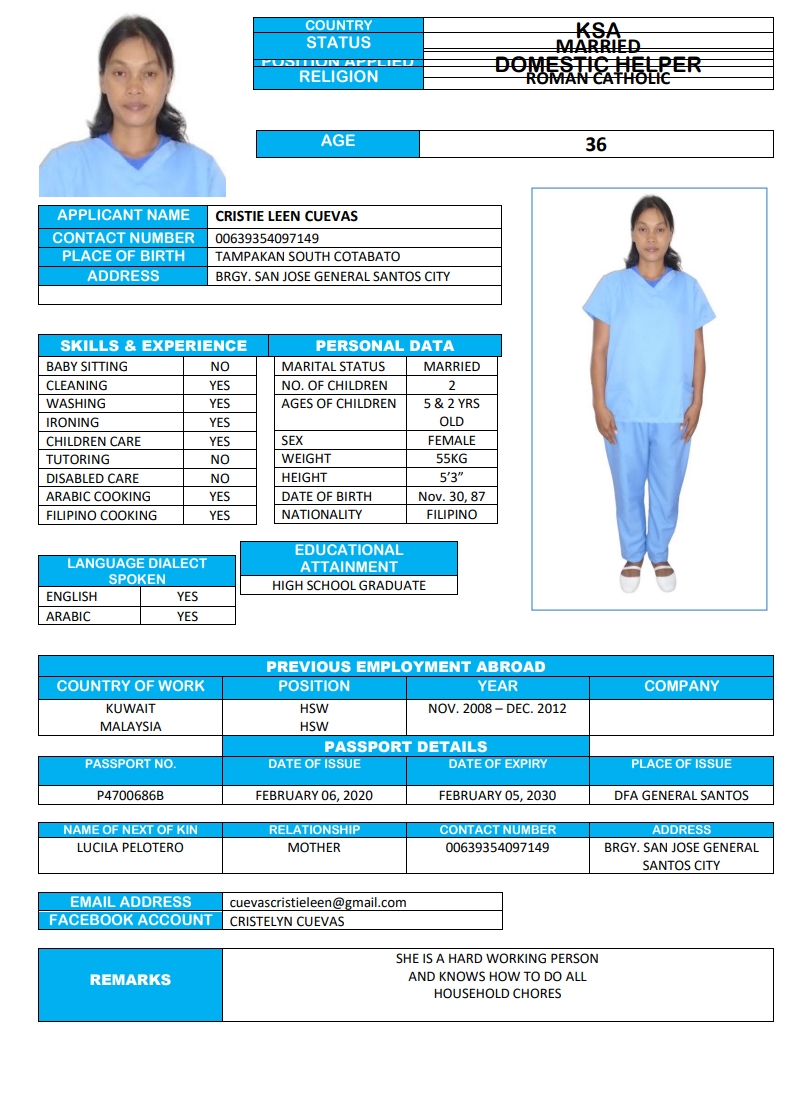 COUNTRY KSA
STATUS MARRIED
POSITION APPLIED DOMESTIC HELPER
RELIGION ROMAN CATHOLIC
AGE 36
APPLICANT NAME CRISTIE LEEN CUEVAS
CONTACT NUMBER 00639354097149
PLACE OF BIRTH TAMPAKAN SOUTH COTABATO
ADDRESS BRGY. SAN JOSE GENERAL SANTOS CITY
SKILLS & EXPERIENCE PERSONAL DATA
BABY SITTING NO MARITAL STATUS MARRIED
CLEANING YES NO. OF CHILDREN 2
WASHING YES AGES OF CHILDREN 5 & 2 YRS
IRONING YES OLD
CHILDREN CARE YES SEX FEMALE
TUTORING NO WEIGHT 55KG
DISABLED CARE NO HEIGHT 5’3”
ARABIC COOKING YES DATE OF BIRTH Nov. 30, 87
FILIPINO COOKING YES NATIONALITY FILIPINO
LANGUAGE DIALECT
SPOKEN
ENGLISH YES
ARABIC YES
EDUCATIONAL
ATTAINMENT
HIGH SCHOOL GRADUATE
PREVIOUS EMPLOYMENT ABROAD
COUNTRY OF WORK POSITION YEAR COMPANY
KUWAIT HSW NOV. 2008 – DEC. 2012
MALAYSIA HSW
PASSPORT DETAILS
PASSPORT NO. DATE OF ISSUE DATE OF EXPIRY PLACE OF ISSUE
P4700686B FEBRUARY 06, 2020 FEBRUARY 05, 2030 DFA GENERAL SANTOS
NAME OF NEXT OF KIN RELATIONSHIP CONTACT NUMBER ADDRESS
LUCILA PELOTERO MOTHER 00639354097149 BRGY. SAN JOSE GENERAL
SANTOS CITY
EMAIL ADDRESS cuevascristieleen@gmail.com
FACEBOOK ACCOUNT CRISTELYN CUEVAS
REMARKS
SHE IS A HARD WORKING PERSON
AND KNOWS HOW TO DO ALL
HOUSEHOLD CHORES